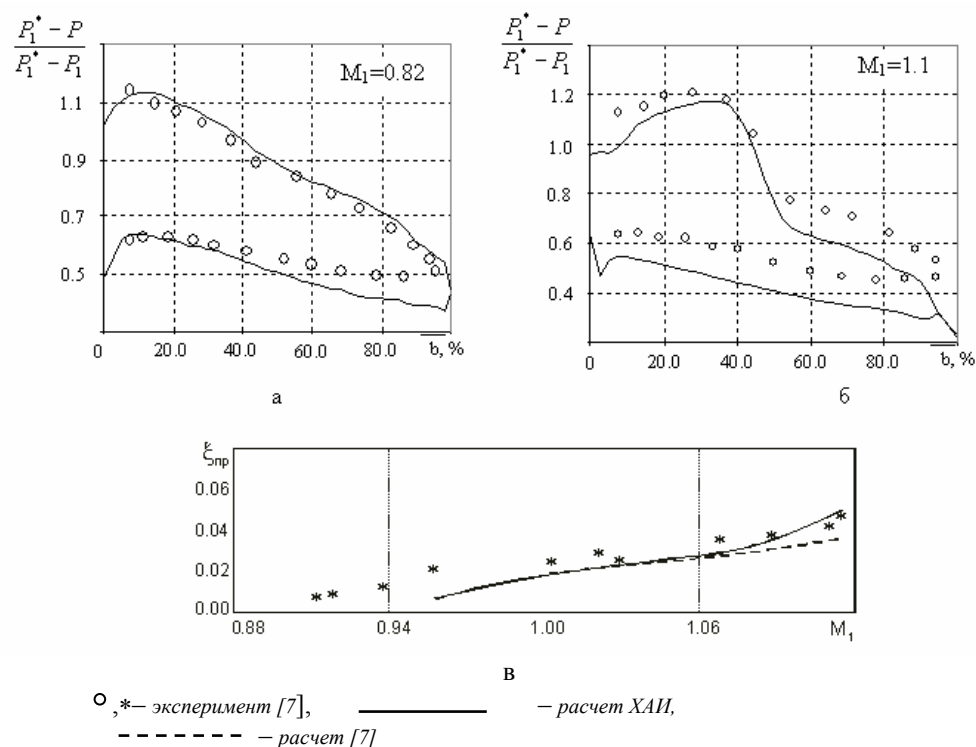 P₁* − P
P₁* − P₁
M₁=0.82
1.1
0.9
0.7
0.5
0 20.0 40.0 60.0 80.0 b, %
а
P₁* − P
P₁* − P₁
M₁=1.1
1.2
1.0
0.8
0.6
0.4
0 20.0 40.0 60.0 80.0 b, %
б
ξпр
0.06
0.04
0.02
0.00
0.88 0.94 1.00 1.06 M₁
в
○ ,*– эксперимент [7], – расчет ХАИ,
– расчет [7]